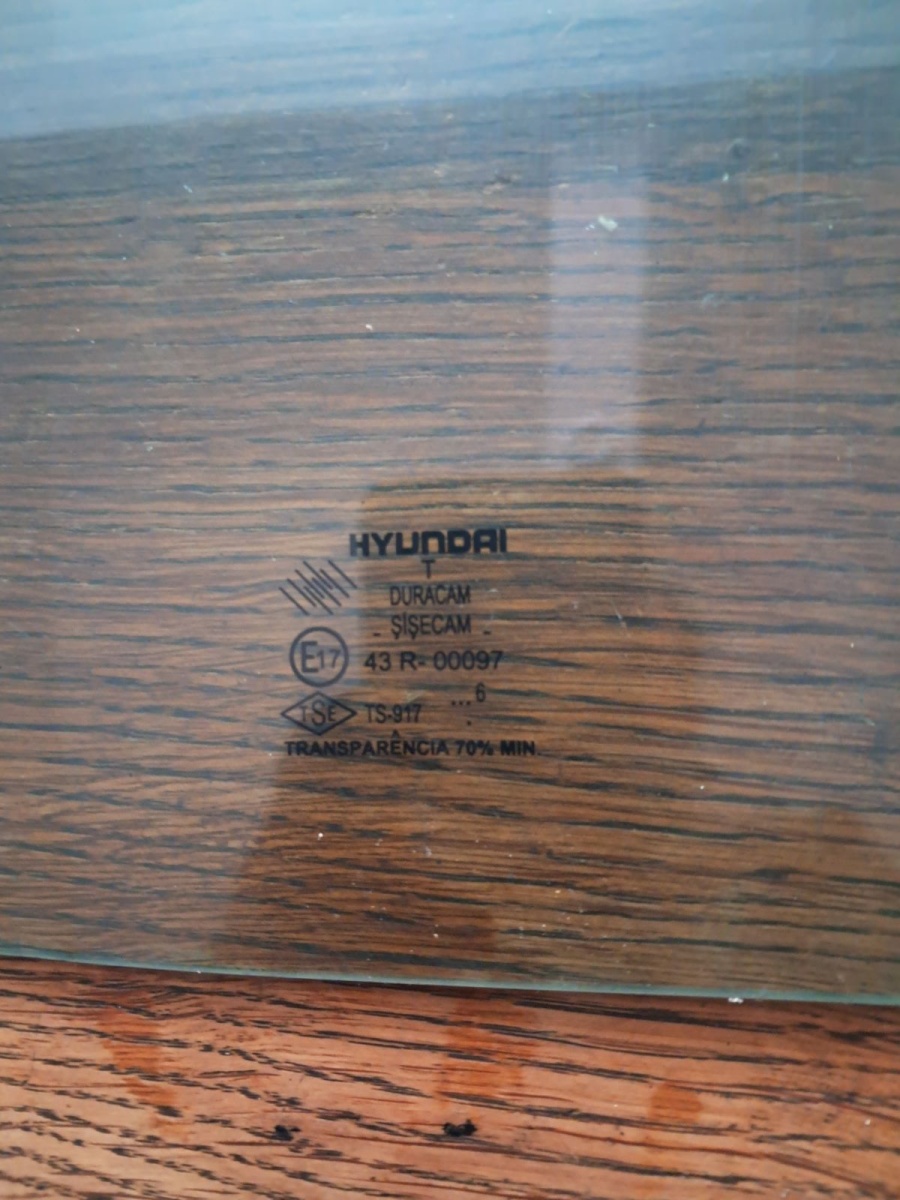 HYUNDAI
T
DURACAM
- ŞİŞECAM -
E17 43 R- 00097
TSE TS-917 ...6
.
TRANSPARÊNCIA 70% MIN.